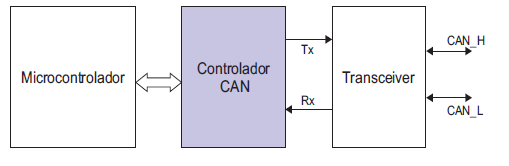 Microcontrolador
Controlador
CAN
Tx
Rx
Transceiver
CAN_H
CAN_L